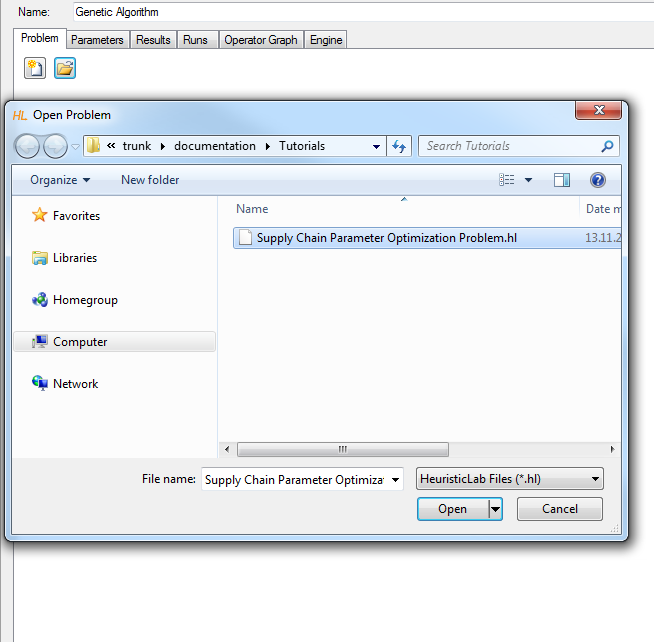 Name: Genetic Algorithm
Problem Parameters Results Runs Operator Graph Engine
HL Open Problem
« trunk documentation Tutorials Search Tutorials
Organize New folder
Name Date m
Favorites
Supply Chain Parameter Optimization Problem.hl 13.11.2
Libraries
Homegroup
Computer
Network
File name: Supply Chain Parameter Optimizat HeuristicLab Files (*.hl)
Open Cancel